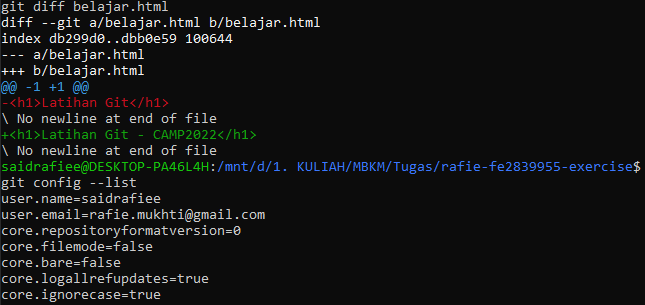 git diff belajar.html
diff --git a/belajar.html b/belajar.html
index db299d0..dbb0e59 100644
--- a/belajar.html
+++ b/belajar.html
@@ -1 +1 @@
-<h1>Latihan Git</h1>
\ No newline at end of file
+<h1>Latihan Git - CAMP2022</h1>
\ No newline at end of file
saidrafiee@DESKTOP-PA46L4H:/mnt/d/1. KULIAH/MBKM/Tugas/rafie-fe2839955-exercise$
git config --list
user.name=saidrafiee
user.email=rafie.mukhti@gmail.com
core.repositoryformatversion=0
core.filemode=false
core.bare=false
core.logallrefupdates=true
core.ignorecase=true